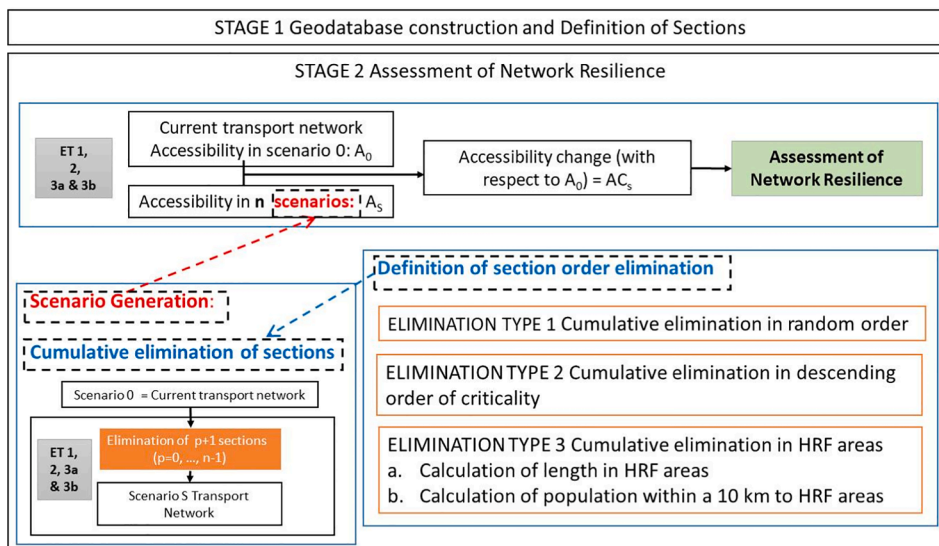 STAGE 1 Geodatabase construction and Definition of Sections
STAGE 2 Assessment of Network Resilience
ET 1,
2,
3a & 3b
Current transport network
Accessibility in scenario 0: A0
Accessibility in n scenarios: AS
Accessibility change (with
respect to A0) = ACs
Assessment of
Network Resilience
Scenario Generation:
Cumulative elimination of sections
Scenario 0 = Current transport network
ET 1,
2, 3a
& 3b
Elimination of p+1 sections
(p=0, ..., n-1)
Scenario S Transport
Network
Definition of section order elimination
ELIMINATION TYPE 1 Cumulative elimination in random order
ELIMINATION TYPE 2 Cumulative elimination in descending
order of criticality
ELIMINATION TYPE 3 Cumulative elimination in HRF areas
a. Calculation of length in HRF areas
b. Calculation of population within a 10 km to HRF areas